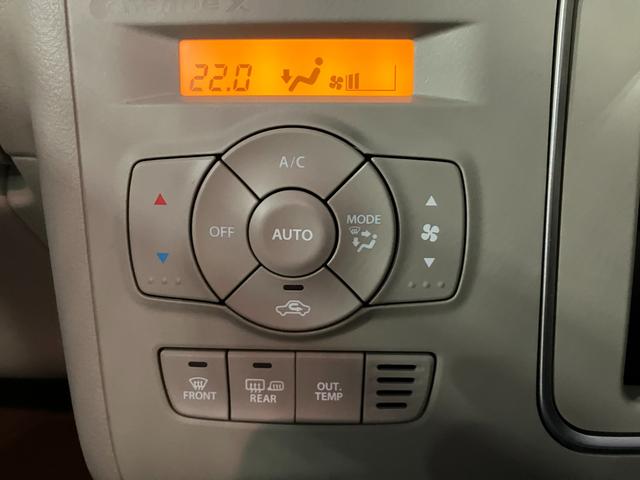 22.0
A/C
OFF
AUTO
MODE
FRONT
REAR
OUT.
TEMP